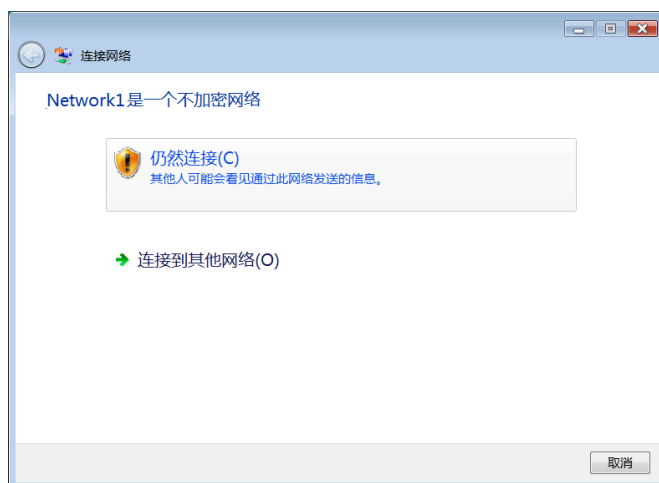 连接网络
Network1是一个不加密网络
仍然连接(C)
其他人可能会看见通过此网络发送的信息。
连接到其他网络(O)
取消